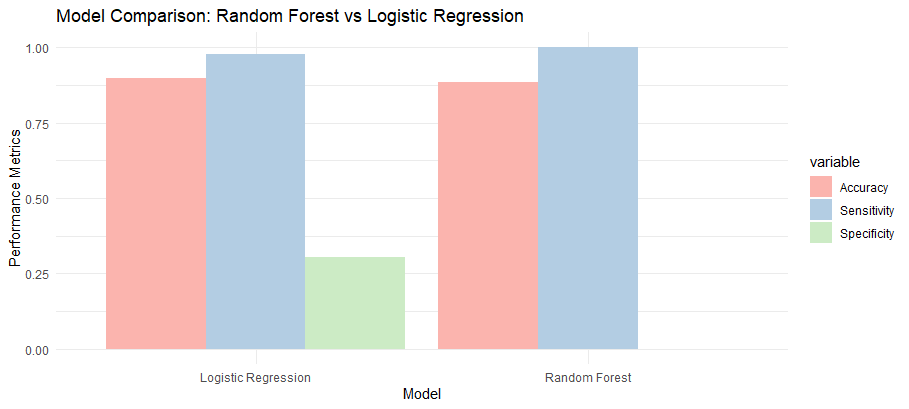 Model Comparison: Random Forest vs Logistic Regression
1.00
0.75
0.50
0.25
0.00
Performance Metrics
Logistic Regression
Random Forest
Model
variable
Accuracy
Sensitivity
Specificity